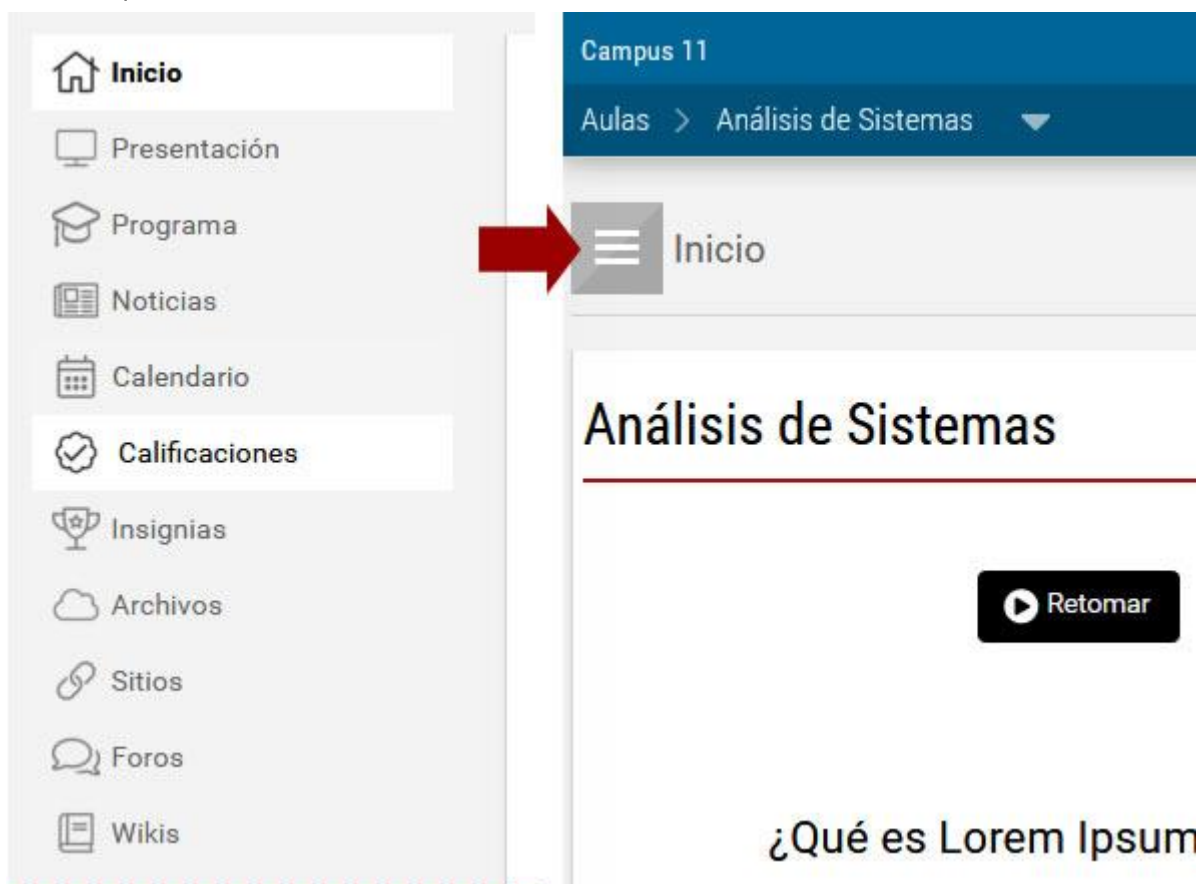 Inicio
Presentación
Programa
Noticias
Calendario
Calificaciones
Insignias
Archivos
Sitios
Foros
Wikis
Campus 11
Aulas > Análisis de Sistemas
Inicio
Análisis de Sistemas
Retomar
¿Qué es Lorem Ipsum